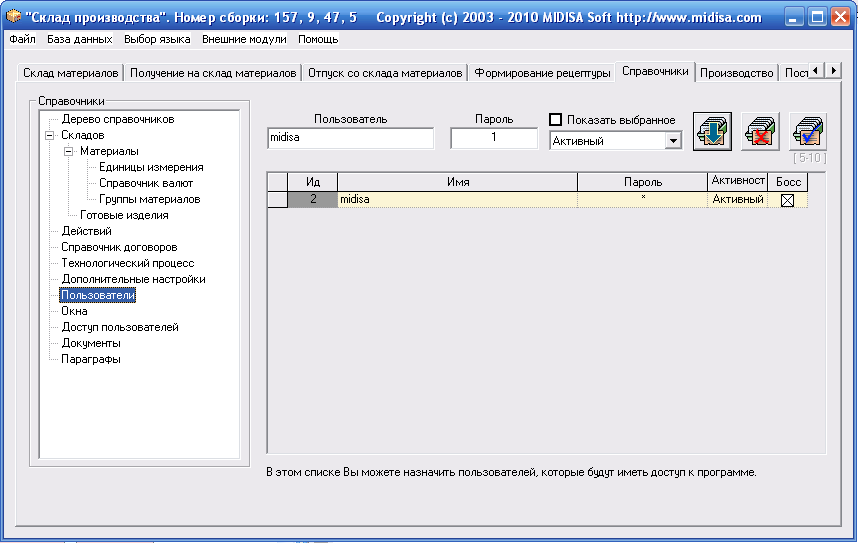 "Склад производства". Номер сборки: 157, 9, 47, 5 Copyright (c) 2003 - 2010 MIDISA Soft http://www.midisa.com
Файл База данных Выбор языка Внешние модули Помощь
Склад материалов Получение на склад материалов Отпуск со склада материалов Формирование рецептуры Справочники Производство Пост
Справочники
Дерево справочников
Складов
Материалы
Единицы измерения
Справочник валют
Группы материалов
Готовые изделия
Действий
Справочник договоров
Технологический процесс
Дополнительные настройки
Пользователи
Окна
Доступ пользователей
Документы
Параграфы
Пользователь Пароль Показать выбранное
midisa 1 Активный
[ 5-10 ]
Ид Имя Пароль Активност Босс
2 midisa * Активный
В этом списке Вы можете назначить пользователей, которые будут иметь доступ к программе.